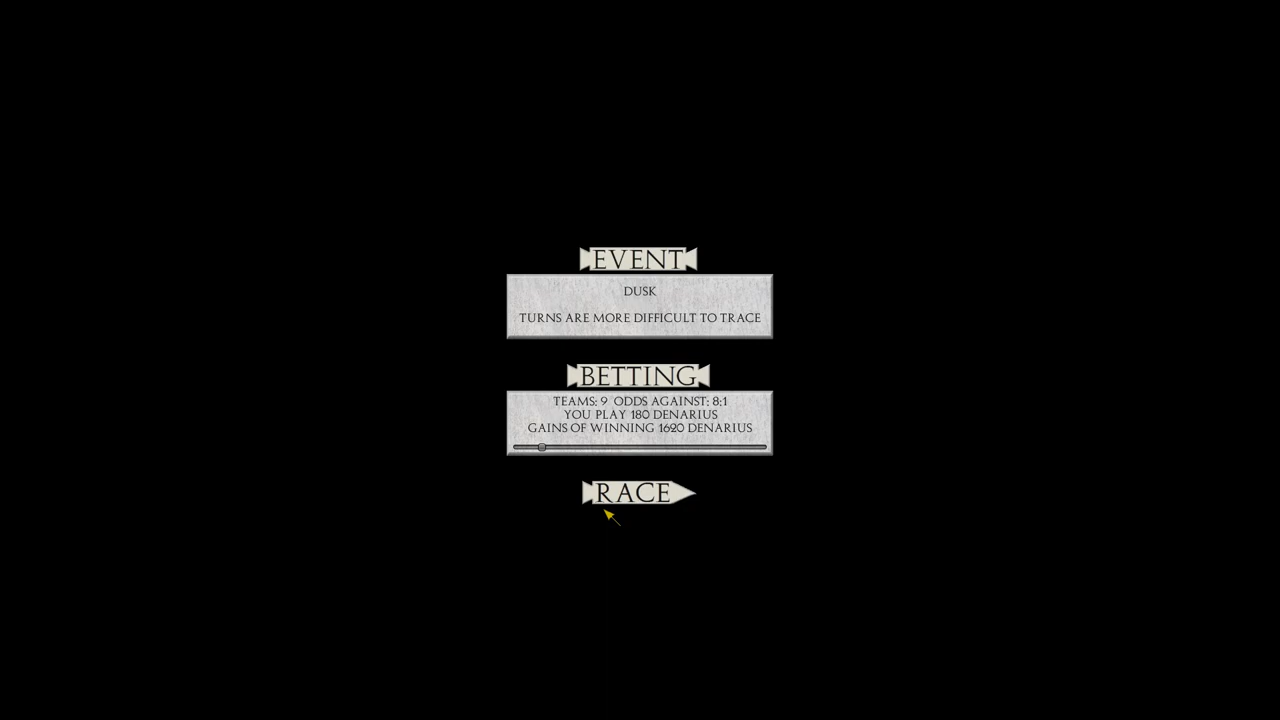 EVENT
DUSK
TURNS ARE MORE DIFFICULT TO TRACE
BETTING
TEAMS: 9 ODDS AGAINST: 8:1
YOU PLAY 180 DENARIUS
GAINS OF WINNING 1620 DENARIUS
RACE